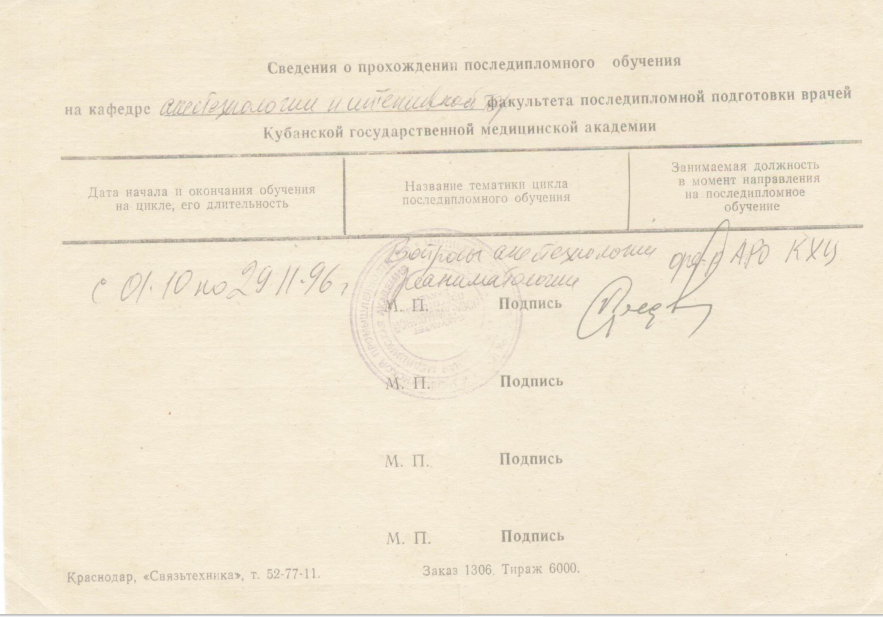 Сведения о прохождении последипломного обучения
на кафедре анестезиологии и интенсивной тер факультета последипломной подготовки врачей
Кубанской государственной медицинской академии
Дата начала и окончания обучения
на цикле, его длительность
Название тематики цикла
последипломного обучения
Занимаемая должность
в момент направления
на последипломное
обучение
с 01.10 по 29 11.96г
Вопросы анестезиологии
реаниматологии
АРО ККЦ
М. П. Подпись
М. П. Подпись
М. П. Подпись
М. П. Подпись
Краснодар, «Связьтехника», т. 52-77-11. Заказ 1306. Тираж 6000.